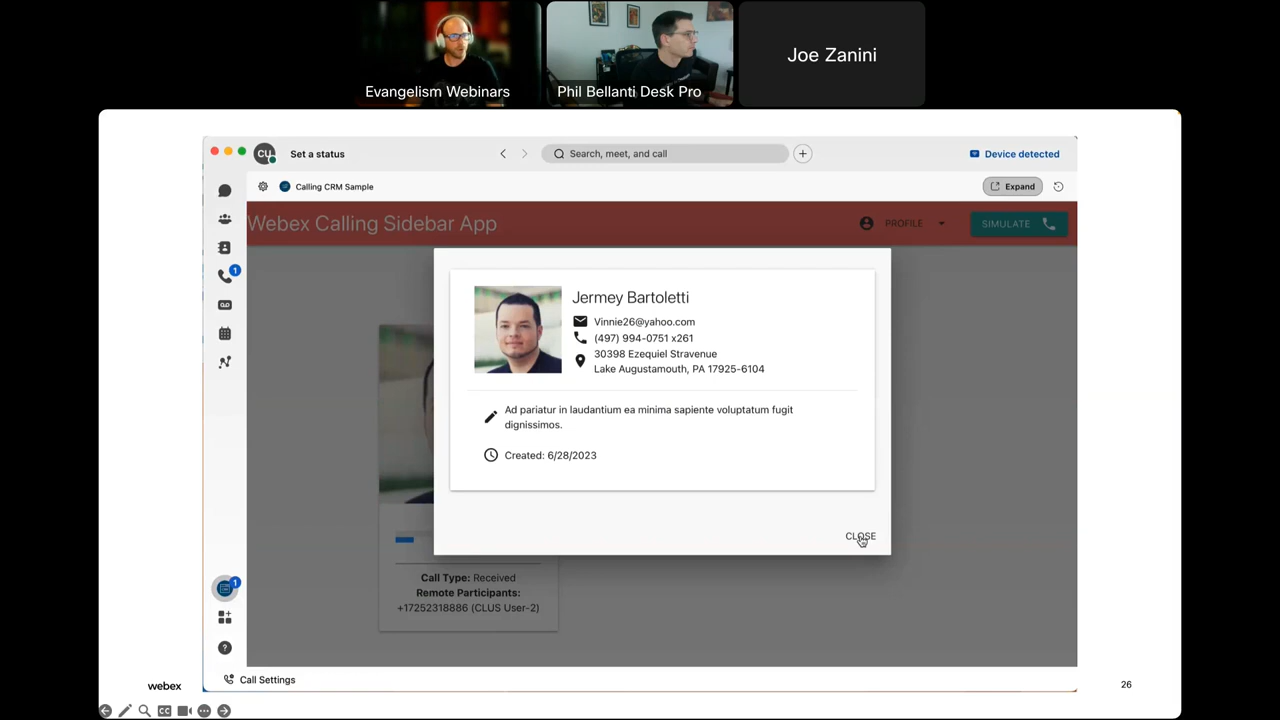 Evangelism Webinars
Phil Bellanti Desk Pro
Joe Zanini
CU
Set a status
Search, meet, and call
Device detected
Calling CRM Sample
Expand
Webex Calling Sidebar App
PROFILE
SIMULATE
1
Jermey Bartoletti
Vinnie26@yahoo.com
(497) 994-0751 x261
30398 Ezequiel Stravenue
Lake Augustamouth, PA 17925-6104
Ad pariatur in laudantium ea minima sapiente voluptatum fugit
dignissimos.
Created: 6/28/2023
CLOSE
Call Type: Received
Remote Participants:
+17252318886 (CLUS User-2)
1
?
Call Settings
webex
26
CC